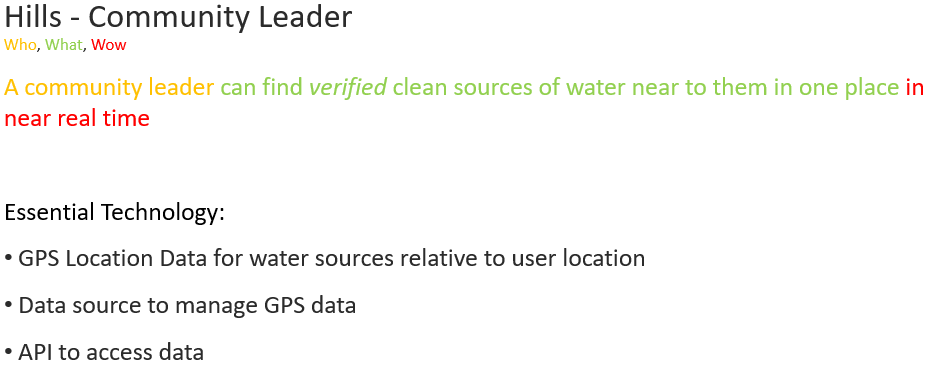 Hills - Community Leader
Who, What, Wow
A community leader can find verified clean sources of water near to them in one place in
near real time
Essential Technology:
• GPS Location Data for water sources relative to user location
• Data source to manage GPS data
• API to access data